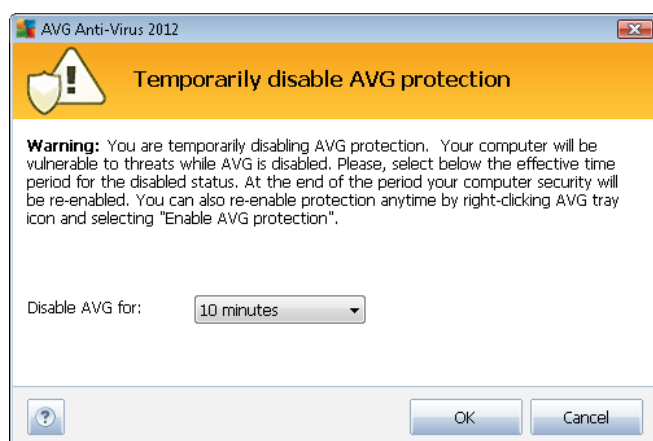 AVG Anti-Virus 2012
Temporarily disable AVG protection
Warning: You are temporarily disabling AVG protection. Your computer will be
vulnerable to threats while AVG is disabled. Please, select below the effective time
period for the disabled status. At the end of the period your computer security will
be re-enabled. You can also re-enable protection anytime by right-clicking AVG tray
icon and selecting "Enable AVG protection".
Disable AVG for: 10 minutes
? OK Cancel